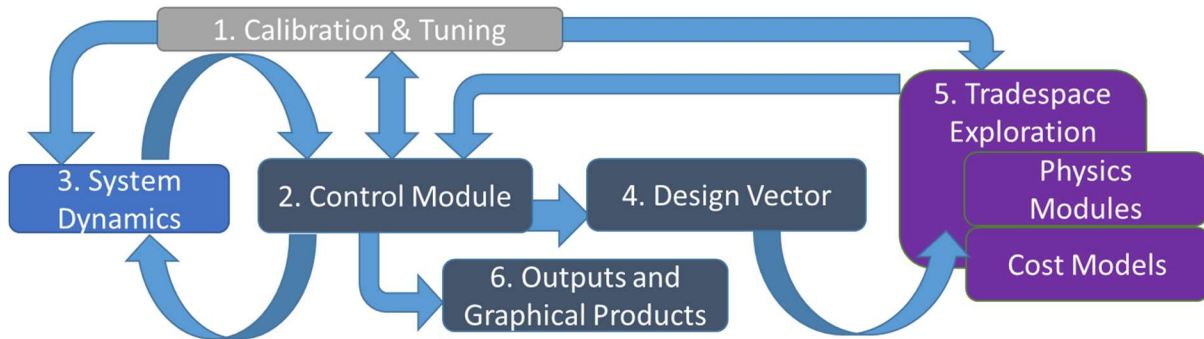 1. Calibration & Tuning
5. Tradespace
Exploration
Physics
Modules
Cost Models
3. System
Dynamics
2. Control Module
4. Design Vector
6. Outputs and
Graphical Products